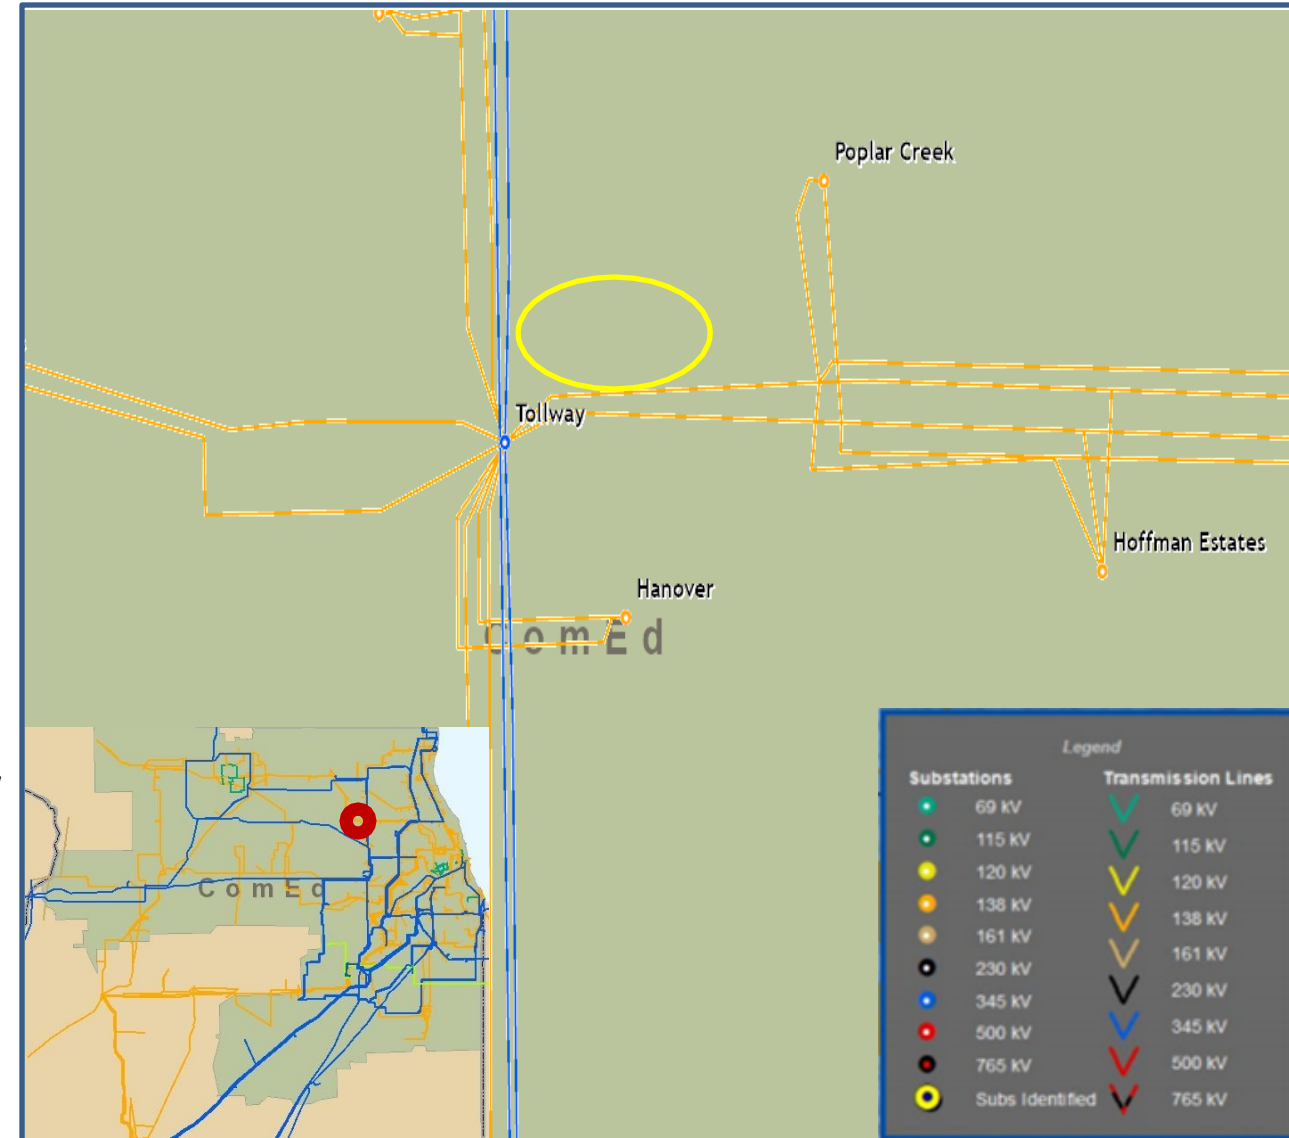 Poplar Creek
Tollway
Hoffman Estates
Hanover
ComEd
ComEd
Legend
Substations Transmission Lines
69 kV 69 kV
115 kV 115 kV
120 kV 120 kV
138 kV 138 kV
161 kV 161 kV
230 kV 230 kV
345 kV 345 kV
500 kV 500 kV
765 kV 765 kV
Subs Identified